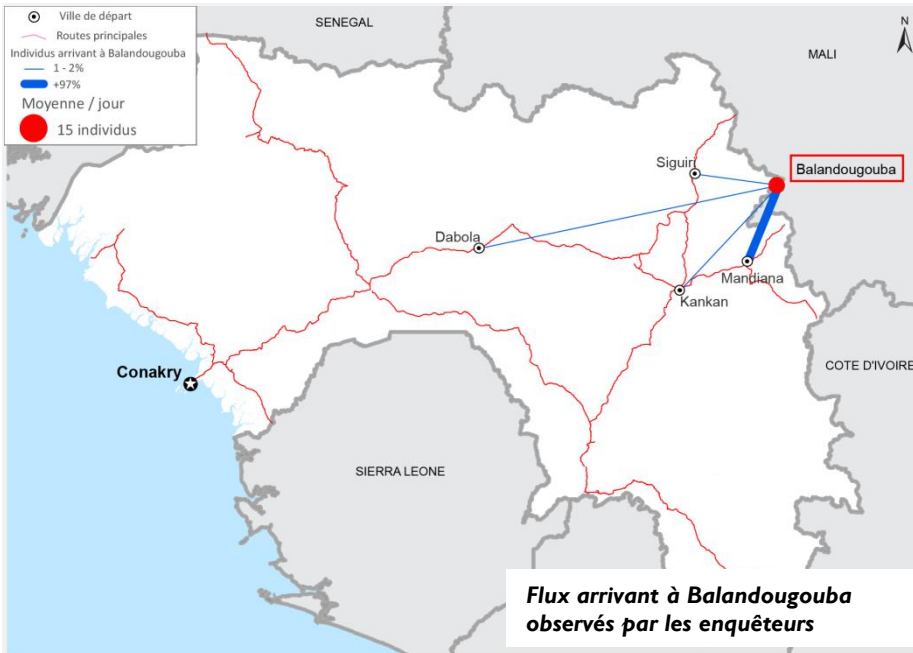 Ville de départ
Routes principales
Individus arrivant à Balandougouba
1 - 2%
+97%
Moyenne / jour
15 individus
SENEGAL
N
MALI
Siguiri
Balandougouba
Dabola
Mandiana
Kankan
Conakry
COTE D'IVOIRE
SIERRA LEONE
Flux arrivant à Balandougouba
observés par les enquêteurs